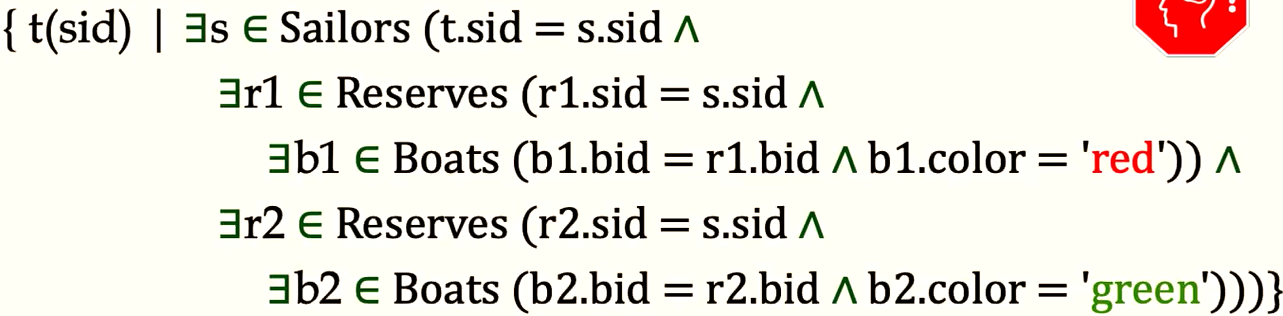 { t(sid) | ∃s ∈ Sailors (t.sid = s.sid ∧
∃r1 ∈ Reserves (r1.sid = s.sid ∧
∃b1 ∈ Boats (b1.bid = r1.bid ∧ b1.color = 'red')) ∧
∃r2 ∈ Reserves (r2.sid = s.sid ∧
∃b2 ∈ Boats (b2.bid = r2.bid ∧ b2.color = 'green')))}